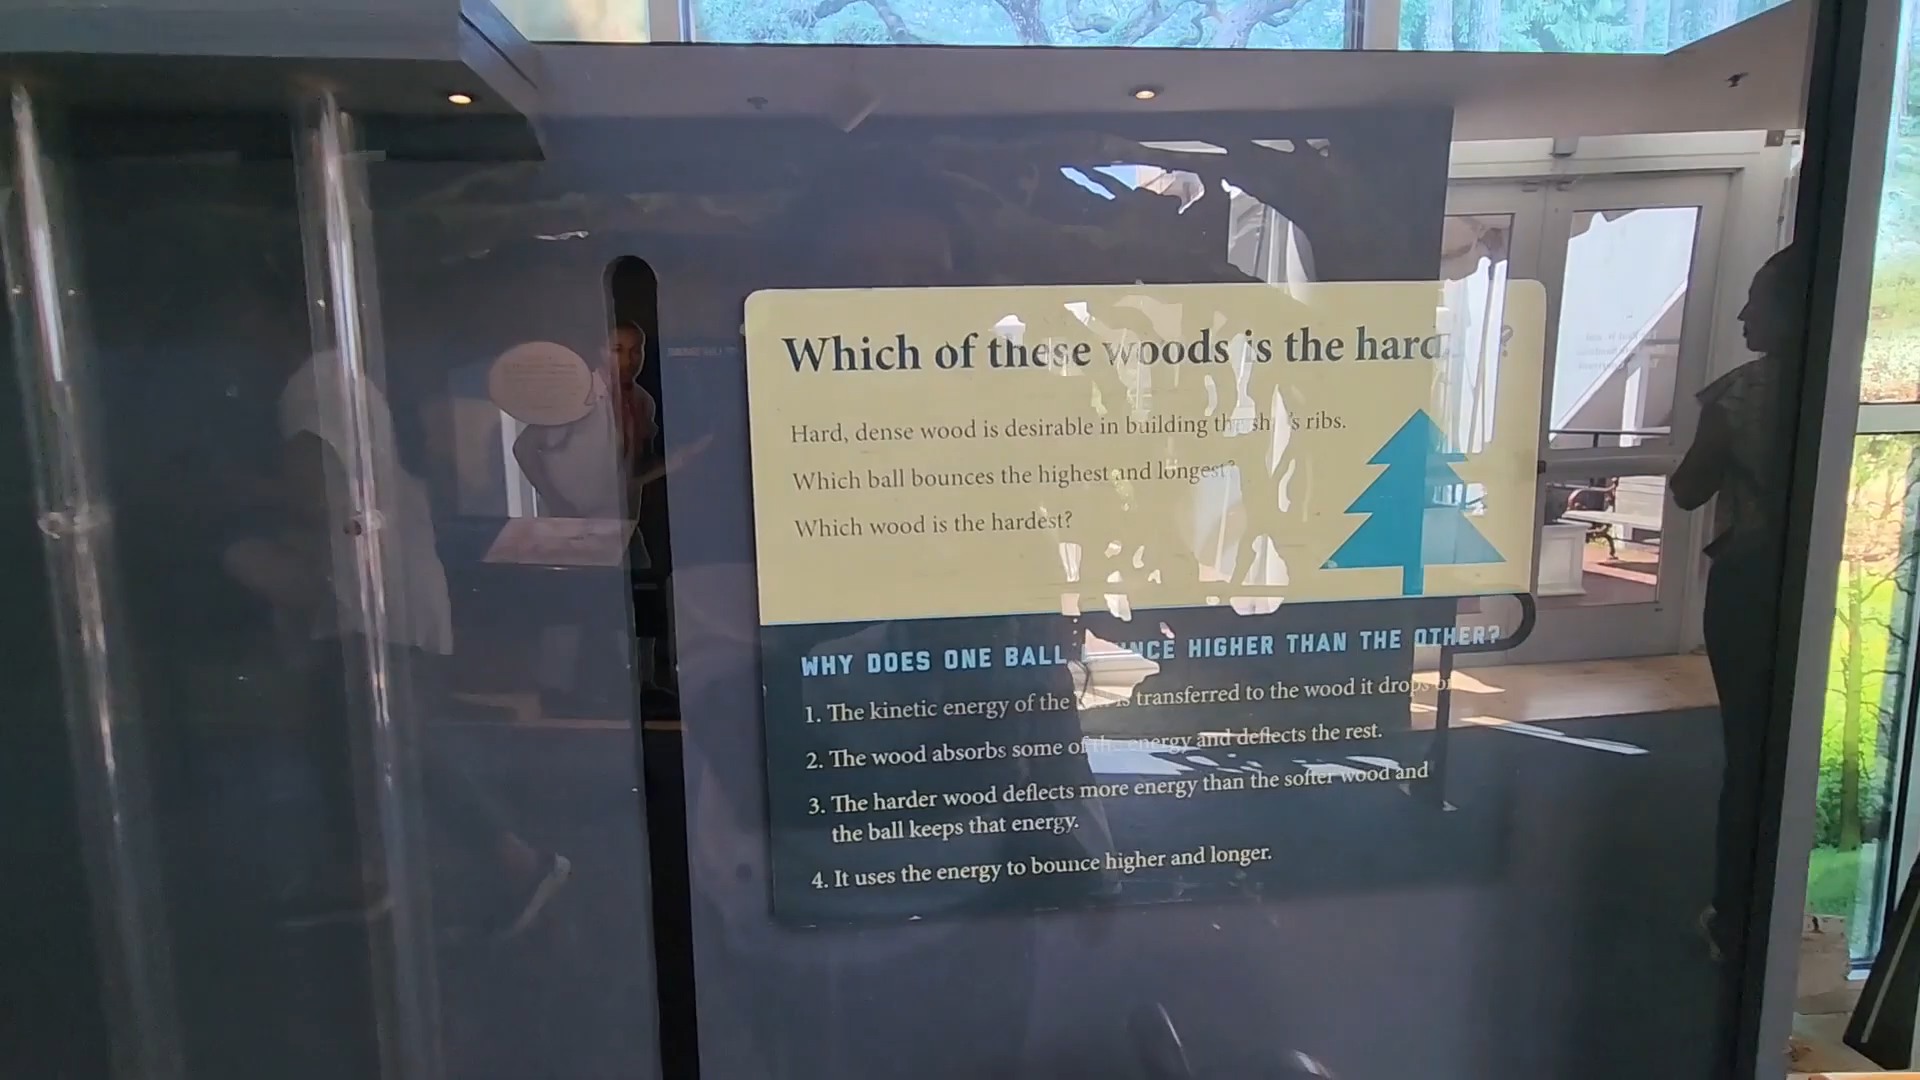 Which of these woods is the hard
Hard, dense wood is desirable in building the 's ribs.
Which ball bounces the highest and longest?
Which wood is the hardest?
WHY DOES ONE BALL HIGHER THAN THE OTHER?
1. The kinetic energy of the is transferred to the wood it drops
2. The wood absorbs some of the energy and deflects the rest.
3. The harder wood deflects more energy than the softer wood and
the ball keeps that energy.
4. It uses the energy to bounce higher and longer.